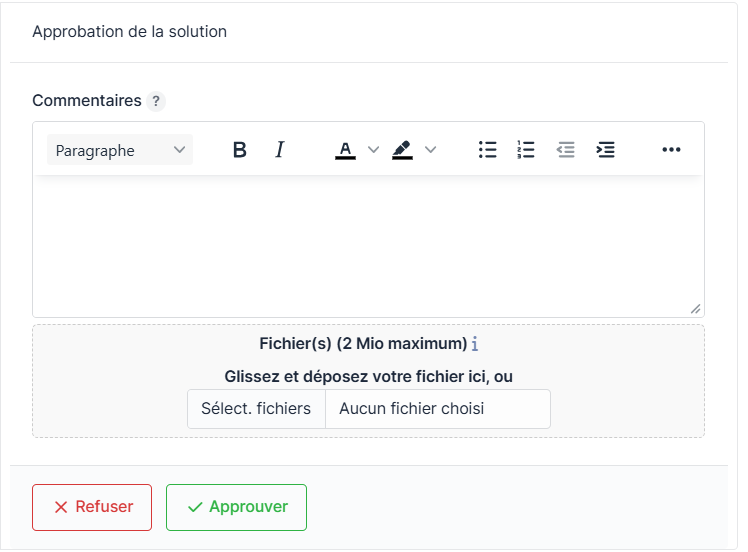 Approbation de la solution
Commentaires ?
Paragraphe B I A
Fichier(s) (2 Mio maximum) i
Glissez et déposez votre fichier ici, ou
Sélect. fichiers Aucun fichier choisi
Refuser Approuver